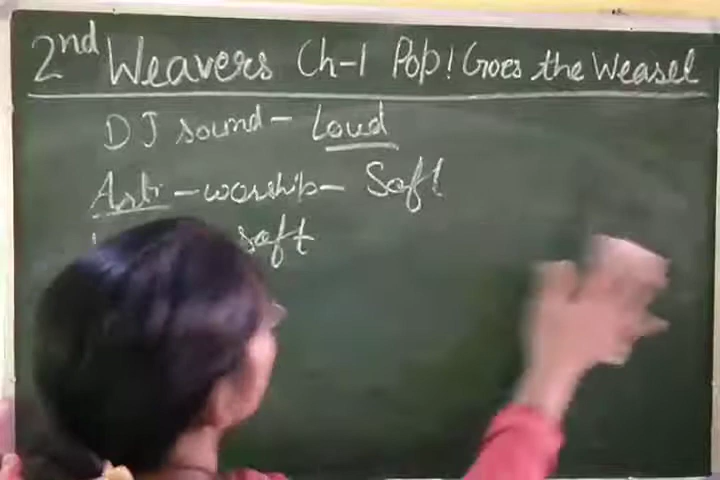 2nd Weavers Ch-1 Pop! Goes the Weasel
DJ sound - Loud
Arti - worship - Soft
soft